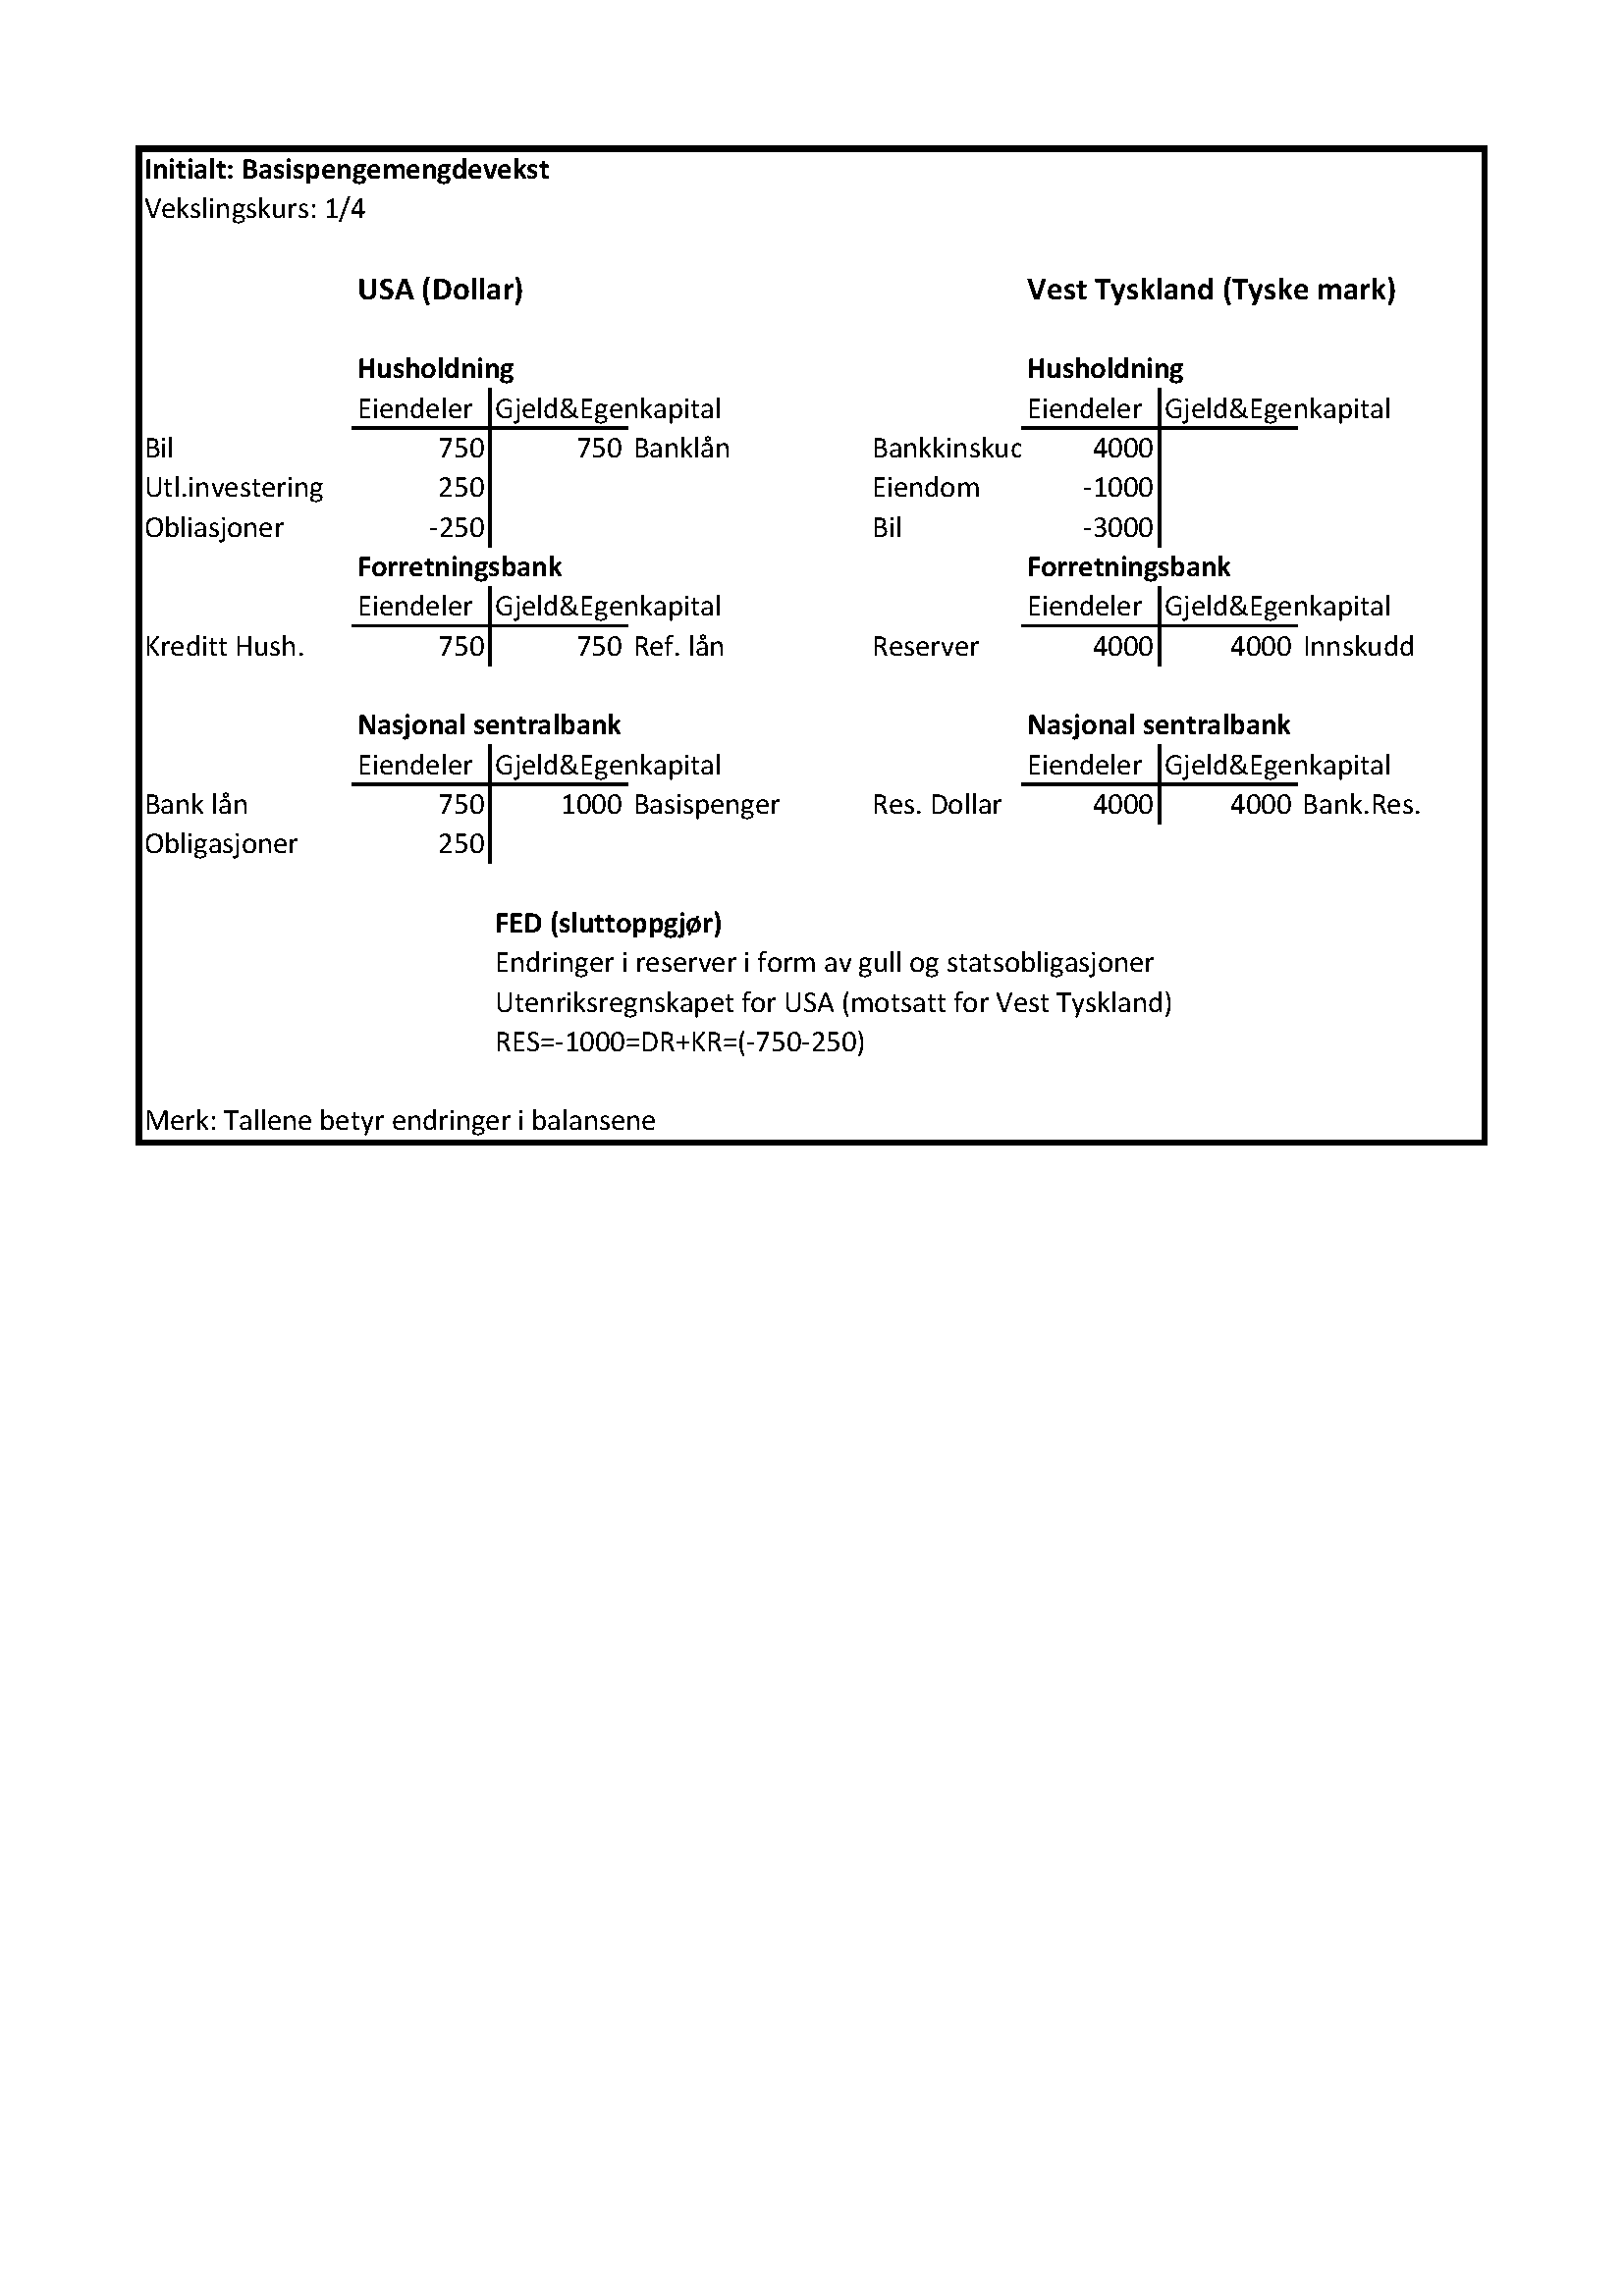 Initialt: Basispengemengdevekst
Vekslingskurs: 1/4
USA (Dollar) Vest Tyskland (Tyske mark)
Husholdning Husholdning
Eiendeler Gjeld&Egenkapital Eiendeler Gjeld&Egenkapital
Bil 750 750 Banklån Bankkinskuc 4000
Utl.investering 250 Eiendom -1000
Obliasjoner -250 Bil -3000
Forretningsbank Forretningsbank
Eiendeler Gjeld&Egenkapital Eiendeler Gjeld&Egenkapital
Kreditt Hush. 750 750 Ref. lån Reserver 4000 4000 Innskudd
Nasjonal sentralbank Nasjonal sentralbank
Eiendeler Gjeld&Egenkapital Eiendeler Gjeld&Egenkapital
Bank lån 750 1000 Basispenger Res. Dollar 4000 4000 Bank.Res.
Obligasjoner 250
FED (sluttoppgjør)
Endringer i reserver i form av gull og statsobligasjoner
Utenriksregnskapet for USA (motsatt for Vest Tyskland)
RES=-1000=DR+KR=(-750-250)
Merk: Tallene betyr endringer i balansene